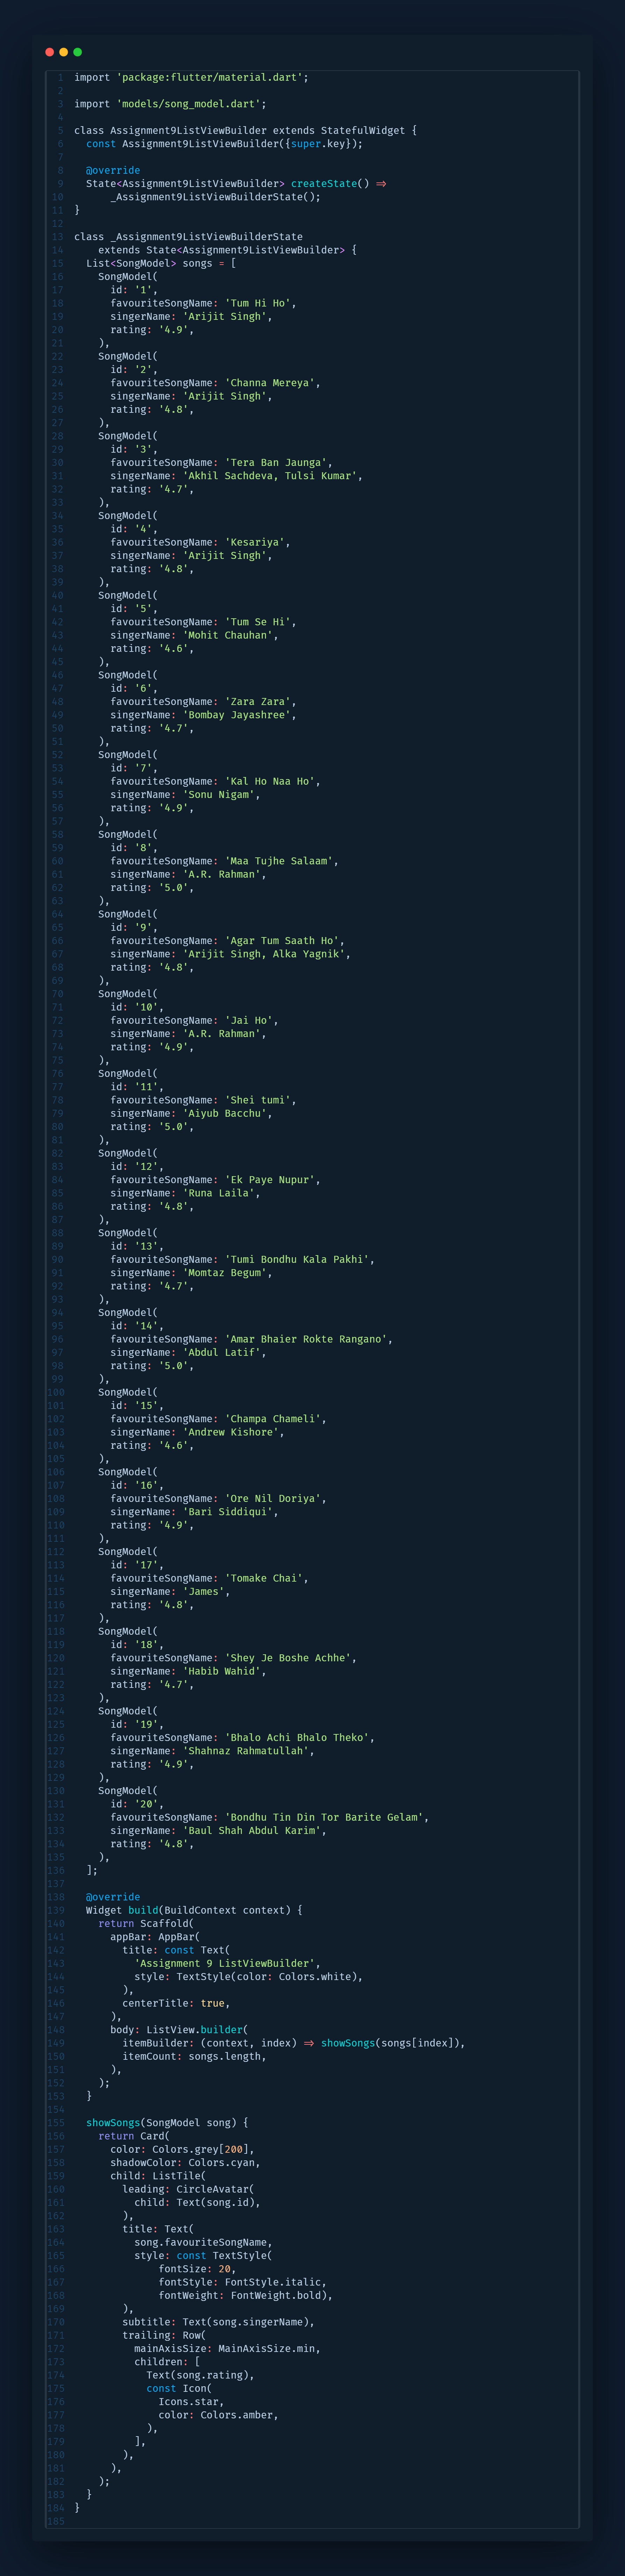 1 import 'package:flutter/material.dart';
2
3 import 'models/song_model.dart';
4
5 class Assignment9ListViewBuilder extends StatefulWidget {
6   const Assignment9ListViewBuilder({super.key});
7
8   @override
9   State<Assignment9ListViewBuilder> createState() =>
10       _Assignment9ListViewBuilderState();
11 }
12
13 class _Assignment9ListViewBuilderState
14     extends State<Assignment9ListViewBuilder> {
15   List<SongModel> songs = [
16     SongModel(
17       id: '1',
18       favouriteSongName: 'Tum Hi Ho',
19       singerName: 'Arijit Singh',
20       rating: '4.9',
21     ),
22     SongModel(
23       id: '2',
24       favouriteSongName: 'Channa Mereya',
25       singerName: 'Arijit Singh',
26       rating: '4.8',
27     ),
28     SongModel(
29       id: '3',
30       favouriteSongName: 'Tera Ban Jaunga',
31       singerName: 'Akhil Sachdeva, Tulsi Kumar',
32       rating: '4.7',
33     ),
34     SongModel(
35       id: '4',
36       favouriteSongName: 'Kesariya',
37       singerName: 'Arijit Singh',
38       rating: '4.8',
39     ),
40     SongModel(
41       id: '5',
42       favouriteSongName: 'Tum Se Hi',
43       singerName: 'Mohit Chauhan',
44       rating: '4.6',
45     ),
46     SongModel(
47       id: '6',
48       favouriteSongName: 'Zara Zara',
49       singerName: 'Bombay Jayashree',
50       rating: '4.7',
51     ),
52     SongModel(
53       id: '7',
54       favouriteSongName: 'Kal Ho Naa Ho',
55       singerName: 'Sonu Nigam',
56       rating: '4.9',
57     ),
58     SongModel(
59       id: '8',
60       favouriteSongName: 'Maa Tujhe Salaam',
61       singerName: 'A.R. Rahman',
62       rating: '5.0',
63     ),
64     SongModel(
65       id: '9',
66       favouriteSongName: 'Agar Tum Saath Ho',
67       singerName: 'Arijit Singh, Alka Yagnik',
68       rating: '4.8',
69     ),
70     SongModel(
71       id: '10',
72       favouriteSongName: 'Jai Ho',
73       singerName: 'A.R. Rahman',
74       rating: '4.9',
75     ),
76     SongModel(
77       id: '11',
78       favouriteSongName: 'Shei tumi',
79       singerName: 'Aiyub Bacchu',
80       rating: '5.0',
81     ),
82     SongModel(
83       id: '12',
84       favouriteSongName: 'Ek Paye Nupur',
85       singerName: 'Runa Laila',
86       rating: '4.8',
87     ),
88     SongModel(
89       id: '13',
90       favouriteSongName: 'Tumi Bondhu Kala Pakhi',
91       singerName: 'Momtaz Begum',
92       rating: '4.7',
93     ),
94     SongModel(
95       id: '14',
96       favouriteSongName: 'Amar Bhaier Rokte Rangano',
97       singerName: 'Abdul Latif',
98       rating: '5.0',
99     ),
100     SongModel(
101       id: '15',
102       favouriteSongName: 'Champa Chameli',
103       singerName: 'Andrew Kishore',
104       rating: '4.6',
105     ),
106     SongModel(
107       id: '16',
108       favouriteSongName: 'Ore Nil Doriya',
109       singerName: 'Bari Siddiqui',
110       rating: '4.9',
111     ),
112     SongModel(
113       id: '17',
114       favouriteSongName: 'Tomake Chai',
115       singerName: 'James',
116       rating: '4.8',
117     ),
118     SongModel(
119       id: '18',
120       favouriteSongName: 'Shey Je Boshe Achhe',
121       singerName: 'Habib Wahid',
122       rating: '4.7',
123     ),
124     SongModel(
125       id: '19',
126       favouriteSongName: 'Bhalo Achi Bhalo Theko',
127       singerName: 'Shahnaz Rahmatullah',
128       rating: '4.9',
129     ),
130     SongModel(
131       id: '20',
132       favouriteSongName: 'Bondhu Tin Din Tor Barite Gelam',
133       singerName: 'Baul Shah Abdul Karim',
134       rating: '4.8',
135     ),
136   ];
137
138   @override
139   Widget build(BuildContext context) {
140     return Scaffold(
141       appBar: AppBar(
142         title: const Text(
143           'Assignment 9 ListViewBuilder',
144           style: TextStyle(color: Colors.white),
145         ),
146         centerTitle: true,
147       ),
148       body: ListView.builder(
149         itemBuilder: (context, index) => showSongs(songs[index]),
150         itemCount: songs.length,
151       ),
152     );
153   }
154
155   showSongs(SongModel song) {
156     return Card(
157       color: Colors.grey[200],
158       shadowColor: Colors.cyan,
159       child: ListTile(
160         leading: CircleAvatar(
161           child: Text(song.id),
162         ),
163         title: Text(
164           song.favouriteSongName,
165           style: const TextStyle(
166               fontSize: 20,
167               fontStyle: FontStyle.italic,
168               fontWeight: FontWeight.bold),
169         ),
170         subtitle: Text(song.singerName),
171         trailing: Row(
172           mainAxisSize: MainAxisSize.min,
173           children: [
174             Text(song.rating),
175             const Icon(
176               Icons.star,
177               color: Colors.amber,
178             ),
179           ],
180         ),
181       ),
182     );
183   }
184 }
185